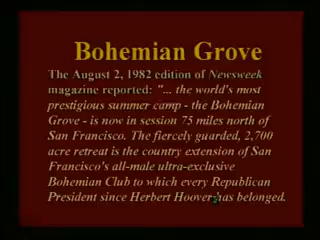 Bohemian Grove
The August 2, 1982 edition of Newsweek
magazine reported: "... the world's most
prestigious summer camp - the Bohemian
Grove - is now in session 75 miles north of
San Francisco. The fiercely guarded, 2,700
acre retreat is the country extension of San
Francisco's all-male ultra-exclusive
Bohemian Club to which every Republican
President since Herbert Hoover has belonged.